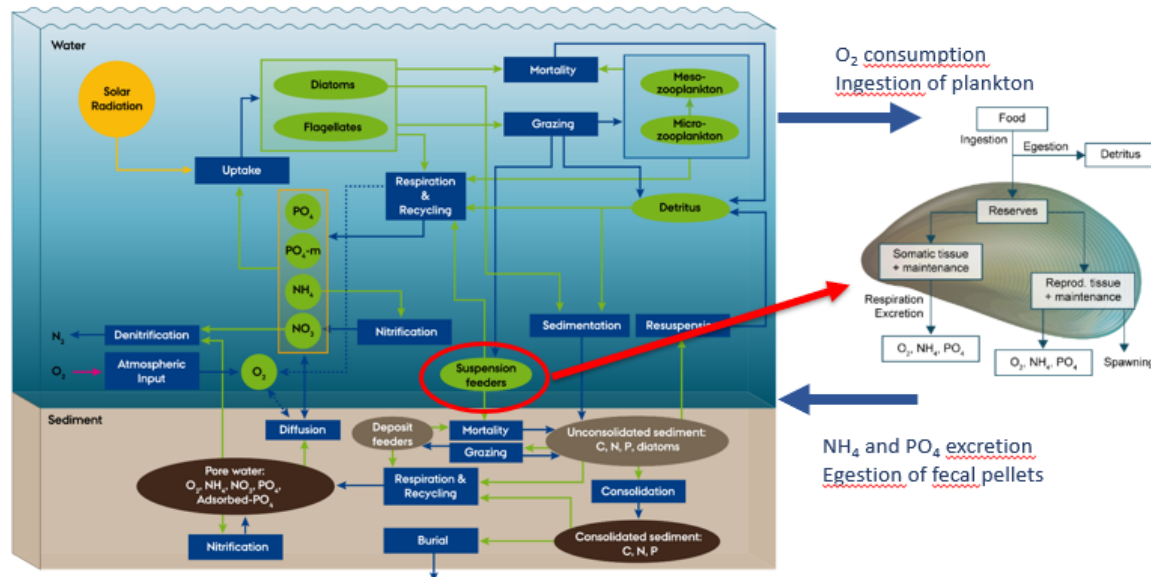 Water
Solar
Radiation
Diatoms
Flagellates
Mortality
Grazing
Meso-
zooplankton
Micro-
zooplankton
Uptake
Respiration
&
Recycling
Detritus
PO₄
PO₄-m
NH₄
NO₃
Nitrification
Sedimentation
Resuspension
N₂
Denitrification
O₂
Atmospheric
Input
O₂
Suspension
feeders
Sediment
Diffusion
Deposit
feeders
Mortality
Grazing
Unconsolidated sediment:
C, N, P, diatoms
Pore water:
O₂, NH₄, NO₃, PO₄,
Adsorbed-PO₄
Respiration &
Recycling
Consolidation
Nitrification
Burial
Consolidated sediment:
C, N, P
O₂ consumption
Ingestion of plankton
Food
Ingestion
Egestion
Detritus
Reserves
Somatic tissue
+ maintenance
Reprod. tissue
+ maintenance
Respiration
Excretion
O₂, NH₄, PO₄
O₂, NH₄, PO₄
Spawning
NH₄ and PO₄ excretion
Egestion of fecal pellets